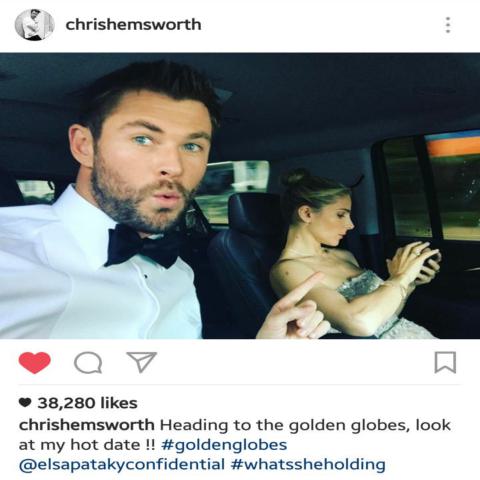 chrishemsworth
38,280 likes
chrishemsworth Heading to the golden globes, look
at my hot date !! #goldenglobes
@elsapatakyconfidential #whatssheholding